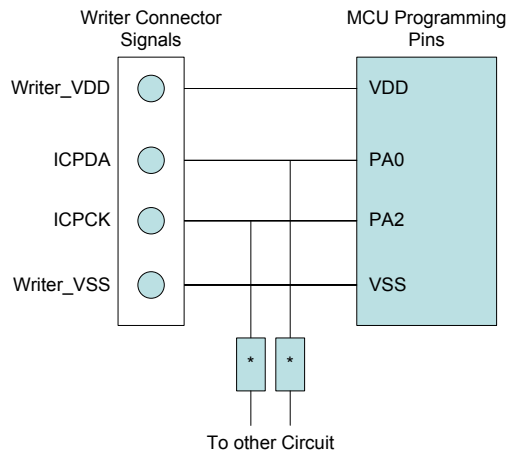 Writer Connector
Signals
MCU Programming
Pins
Writer_VDD
VDD
ICPDA
PA0
ICPCK
PA2
Writer_VSS
VSS
* *
To other Circuit